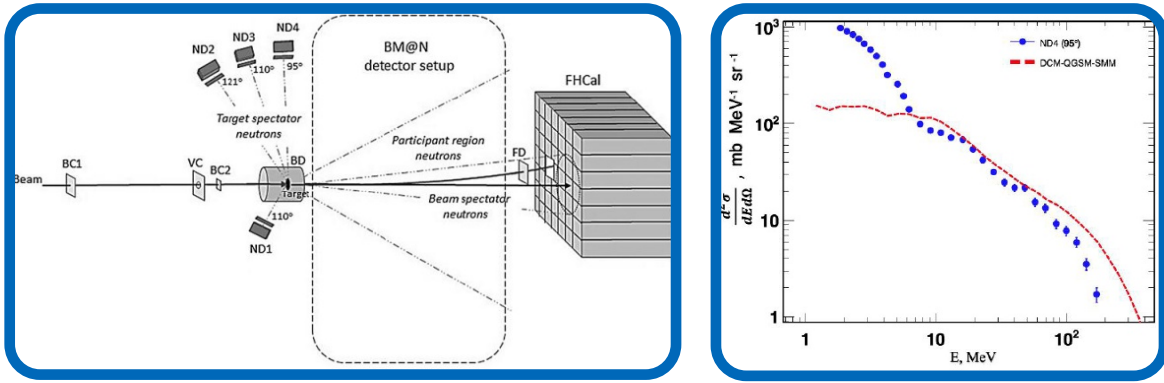 ND4
ND3
ND2
95°
110°
121°
BM@N
detector setup
FHCal
Target spectator
neutrons
Participant region
neutrons
FD
BC1
VC
BC2
BD
Beam
Target
Beam spectator
neutrons
110°
ND1
10³
10²
10
1
d²σ
dEdΩ
, mb MeV⁻¹ sr⁻¹
ND4 (95°)
DCM-QGSM-SMM
1
10
10²
E, MeV